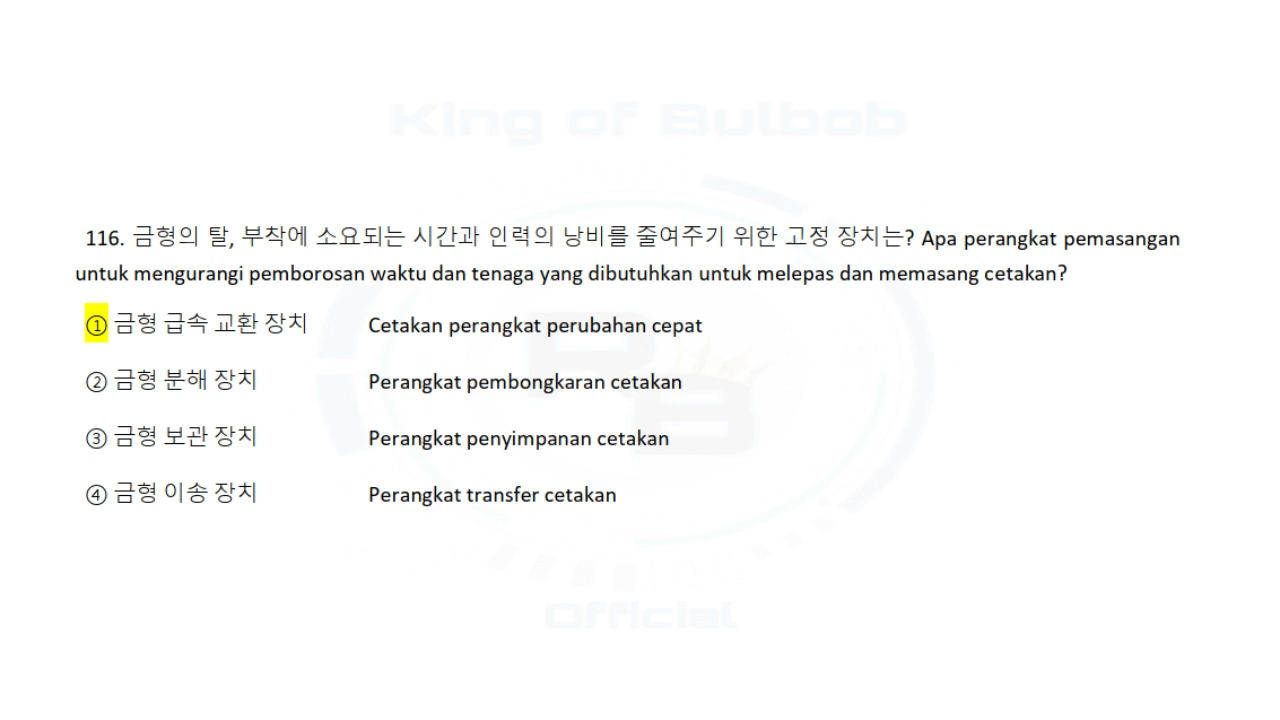 King of Bulbob
116. 금형의 탈, 부착에 소요되는 시간과 인력의 낭비를 줄여주기 위한 고정 장치는? Apa perangkat pemasangan
untuk mengurangi pemborosan waktu dan tenaga yang dibutuhkan untuk melepas dan memasang cetakan?
① 금형 급속 교환 장치 Cetakan perangkat perubahan cepat
② 금형 분해 장치 Perangkat pembongkaran cetakan
③ 금형 보관 장치 Perangkat penyimpanan cetakan
④ 금형 이송 장치 Perangkat transfer cetakan
Official